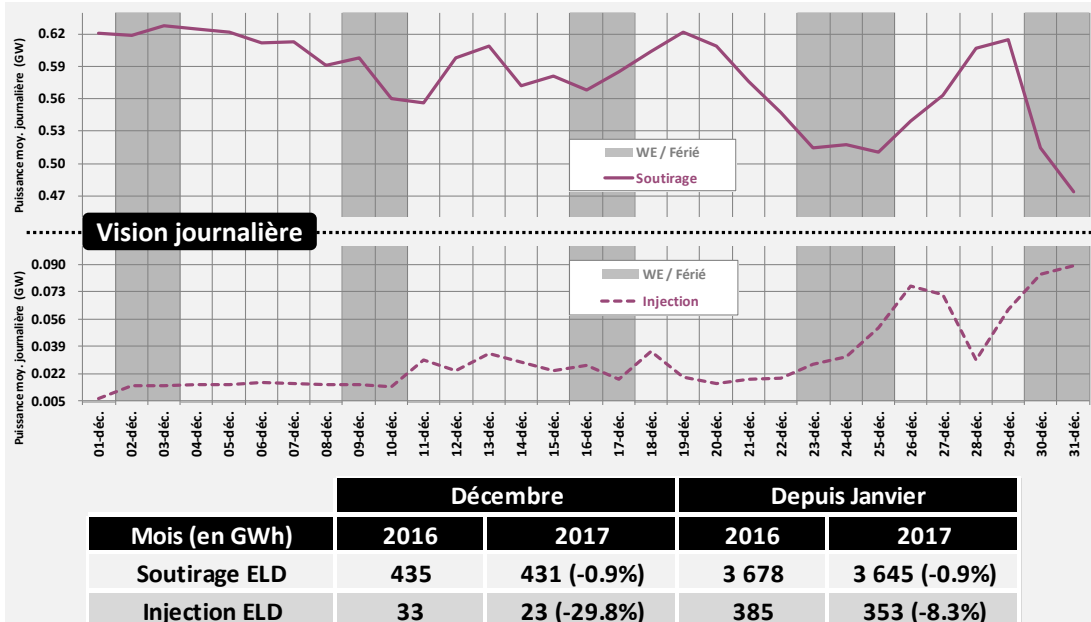 Puissance moy. journalière (GW)
0.62
0.59
0.56
0.53
0.50
0.47
WE / Férié
Soutirage
Vision journalière
Puissance moy. journalière (GW)
0.090
0.073
0.056
0.039
0.022
0.005
WE / Férié
Injection
01-déc. 02-déc. 03-déc. 04-déc. 05-déc. 06-déc. 07-déc. 08-déc. 09-déc. 10-déc. 11-déc. 12-déc. 13-déc. 14-déc. 15-déc. 16-déc. 17-déc. 18-déc. 19-déc. 20-déc. 21-déc. 22-déc. 23-déc. 24-déc. 25-déc. 26-déc. 27-déc. 28-déc. 29-déc. 30-déc. 31-déc.
Décembre Depuis Janvier
Mois (en GWh) 2016 2017 2016 2017
Soutirage ELD 435 431 (-0.9%) 3 678 3 645 (-0.9%)
Injection ELD 33 23 (-29.8%) 385 353 (-8.3%)